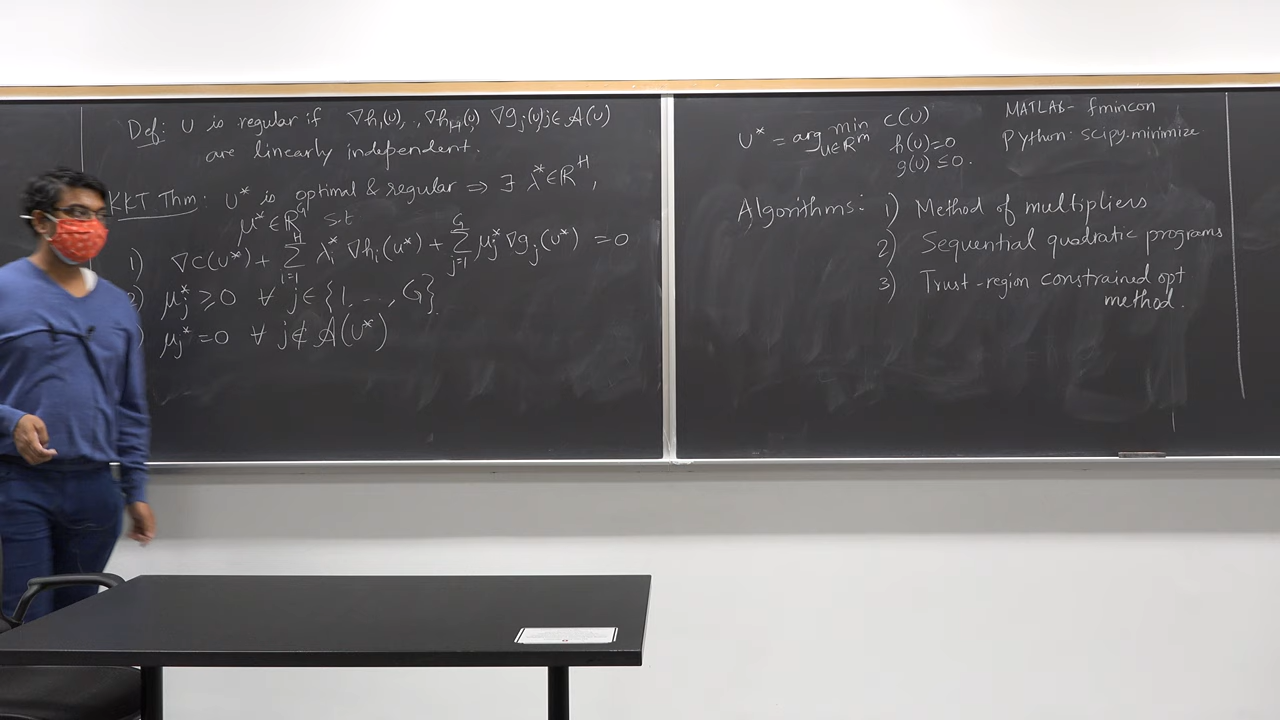 Def: U is regular if ∇h₁(U), .., ∇h_H(U) ∇g_j(U) j∈A(U)
are linearly independent.
KKT Thm: U* is optimal & regular ⇒ ∃ λ*∈ℝ^H,
μ*∈ℝ^G s.t
1) ∇C(U*) + Σ_{i=1}^{H} λ_i* ∇h_i(U*) + Σ_{j=1}^{G} μ_j* ∇g_j(U*) = 0
2) μ_j* ≥ 0 ∀ j∈{1, ..., G}.
) μ_j* = 0 ∀ j∉A(U*)
U* = arg min C(U)
U∈ℝ^m h(U)=0
g(U) ≤ 0.
MATLAB- fmincon
Python: scipy.minimize
Algorithms: 1) Method of multipliers
2) Sequential quadratic programs
3) Trust-region constrained opt
method.